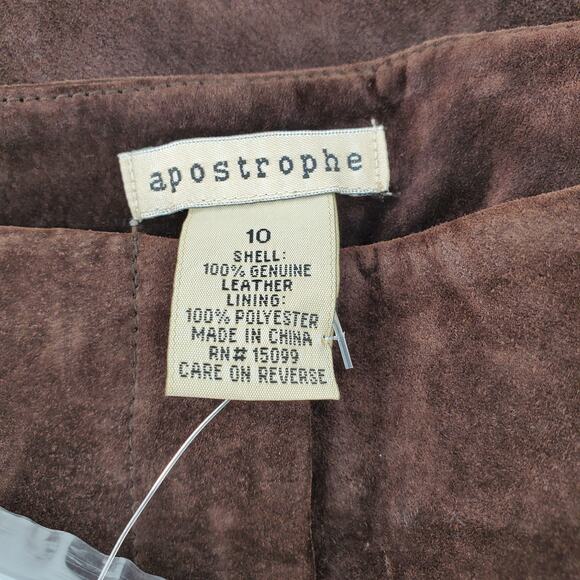 apostrophe
10
SHELL:
100% GENUINE
LEATHER
LINING:
100% POLYESTER
MADE IN CHINA
RN# 15099
CARE ON REVERSE